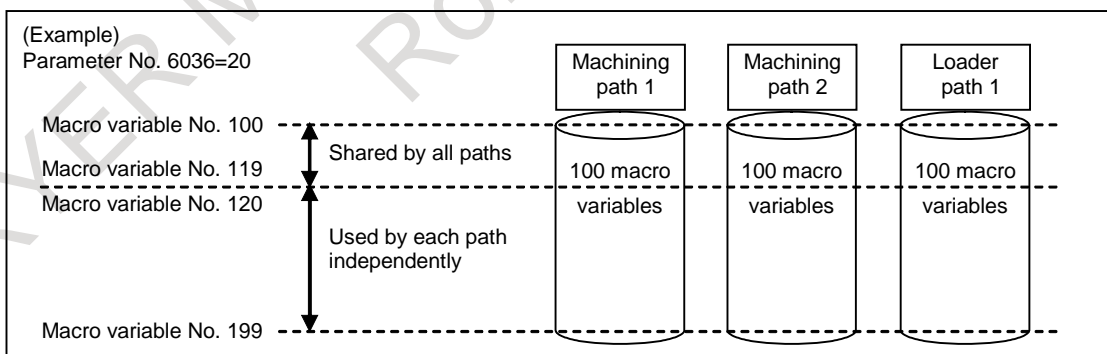 (Example)
Parameter No. 6036=20
Machining
path 1
Machining
path 2
Loader
path 1
Macro variable No. 100
Shared by all paths
Macro variable No. 119
100 macro
variables
100 macro
variables
100 macro
variables
Macro variable No. 120
Used by each path
independently
Macro variable No. 199